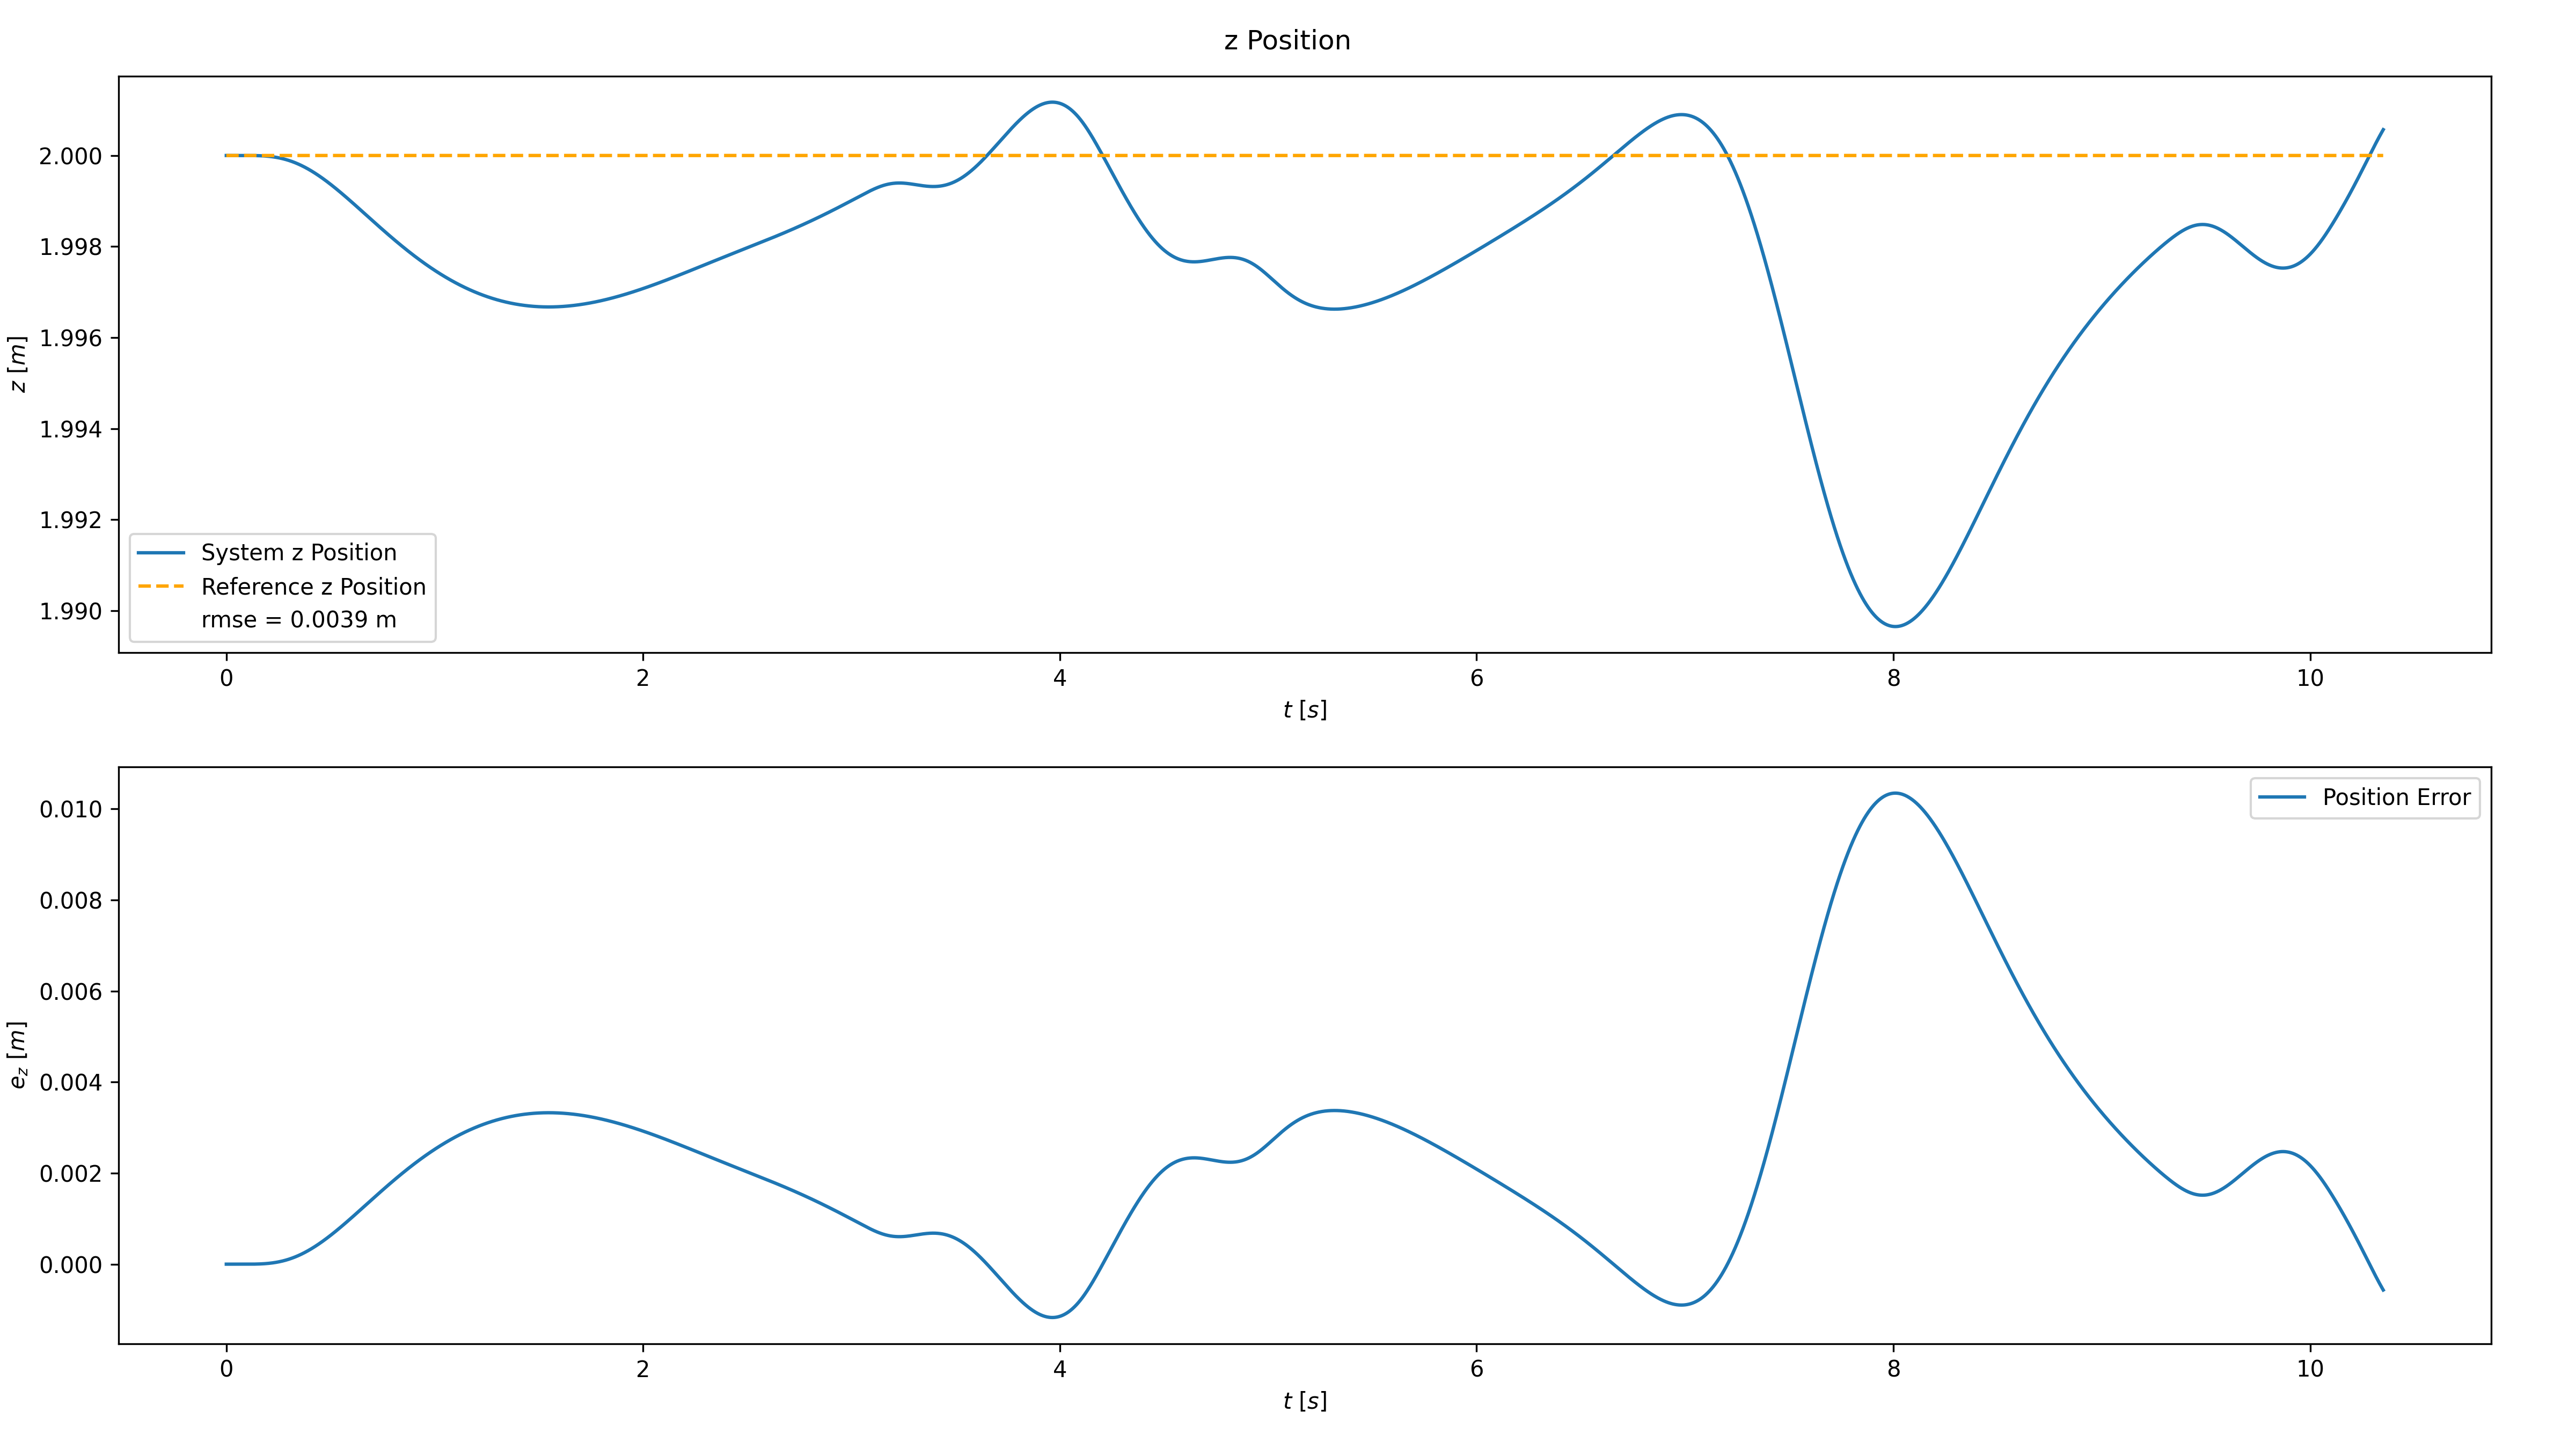 z Position
z [m]
2.000
1.998
1.996
1.994
1.992
1.990
System z Position
Reference z Position
rmse = 0.0039 m
0 2 4 6 8 10
t [s]
e_z [m]
0.010
0.008
0.006
0.004
0.002
0.000
Position Error
0 2 4 6 8 10
t [s]